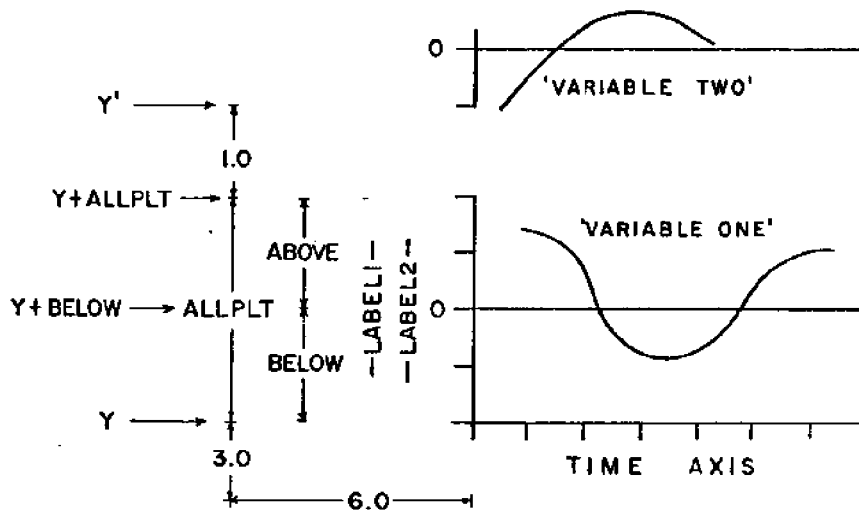 0
'VARIABLE TWO'
Y'
1.0
Y+ALLPLT
'VARIABLE ONE'
ABOVE
LABEL1
LABEL2
Y+BELOW
ALLPLT
0
BELOW
Y
3.0
TIME AXIS
6.0